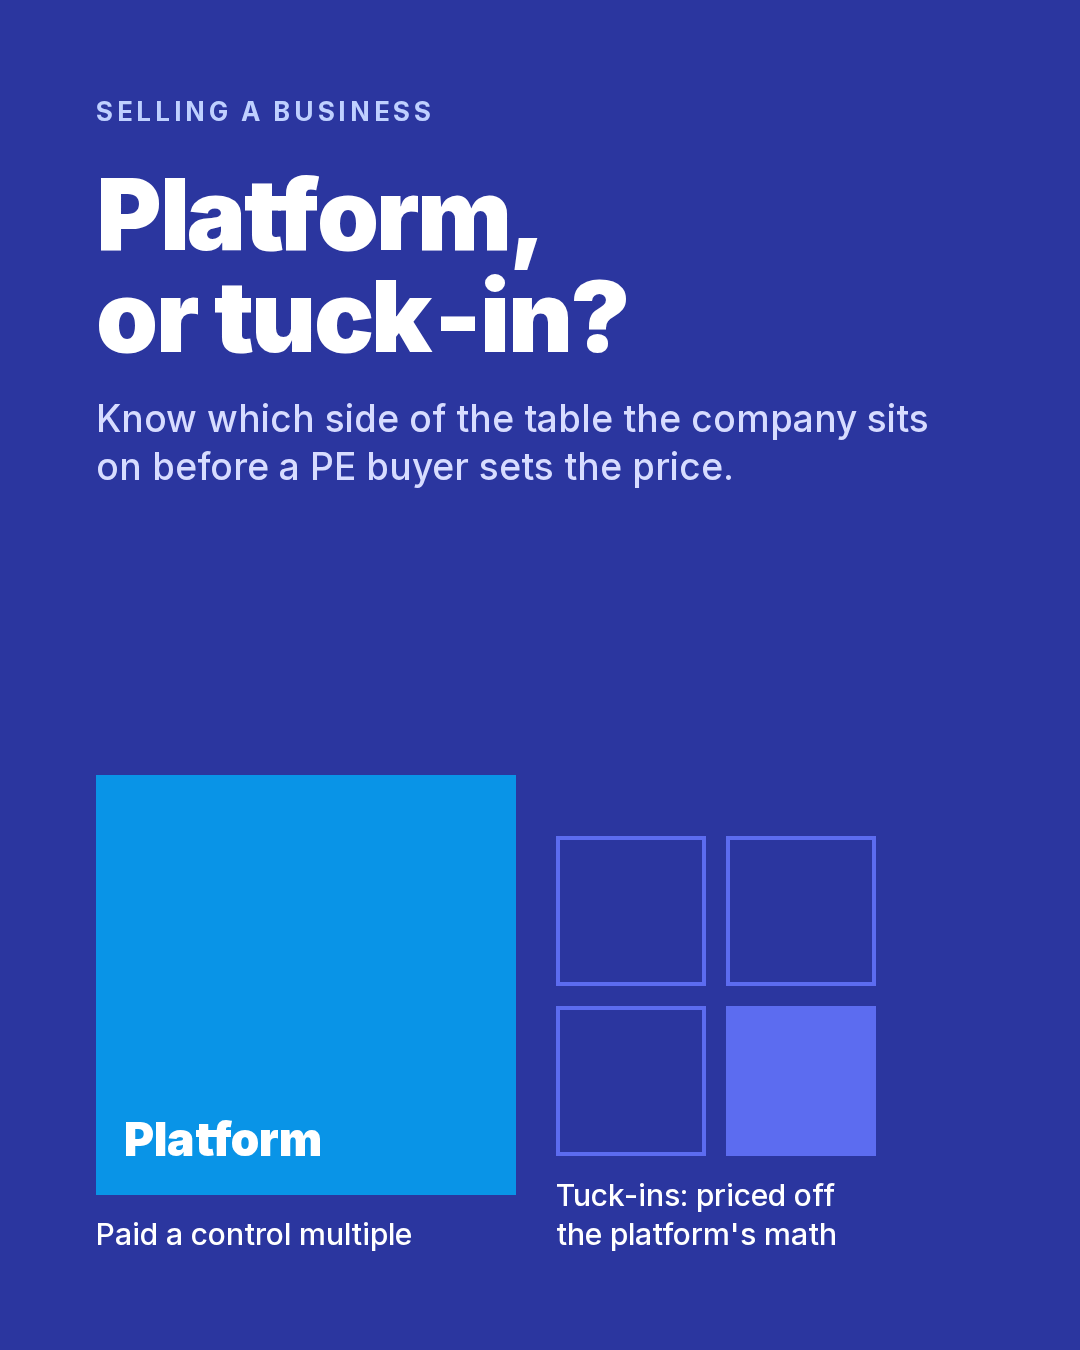 SELLING A BUSINESS
Platform,
or tuck-in?
Know which side of the table the company sits
on before a PE buyer sets the price.
Platform
Paid a control multiple
Tuck-ins: priced off
the platform's math